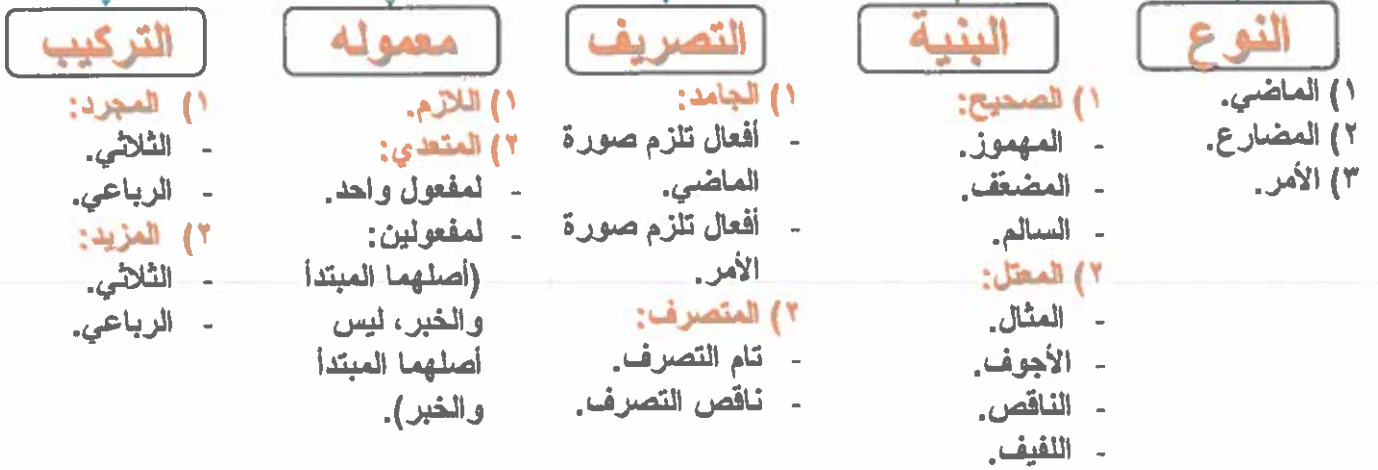 النوع
١) الماضي.
٢) المضارع.
٣) الأمر.
البنية
١) الصحيح:
- المهموز.
- المضعّف.
- السالم.
٢) المعتل:
- المثال.
- الأجوف.
- الناقص.
- اللفيف.
التصريف
١) الجامد:
- أفعال تلزم صورة
الماضي.
- أفعال تلزم صورة
الأمر.
٢) المتصرف:
- تام التصرف.
- ناقص التصرف.
معموله
١) اللازم.
٢) المتعدي:
- لمفعول واحد.
- لمفعولين:
(أصلهما المبتدأ
والخبر، ليس
أصلهما المبتدأ
والخبر).
التركيب
١) المجرد:
- الثلاثي.
- الرباعي.
٢) المزيد:
- الثلاثي.
- الرباعي.